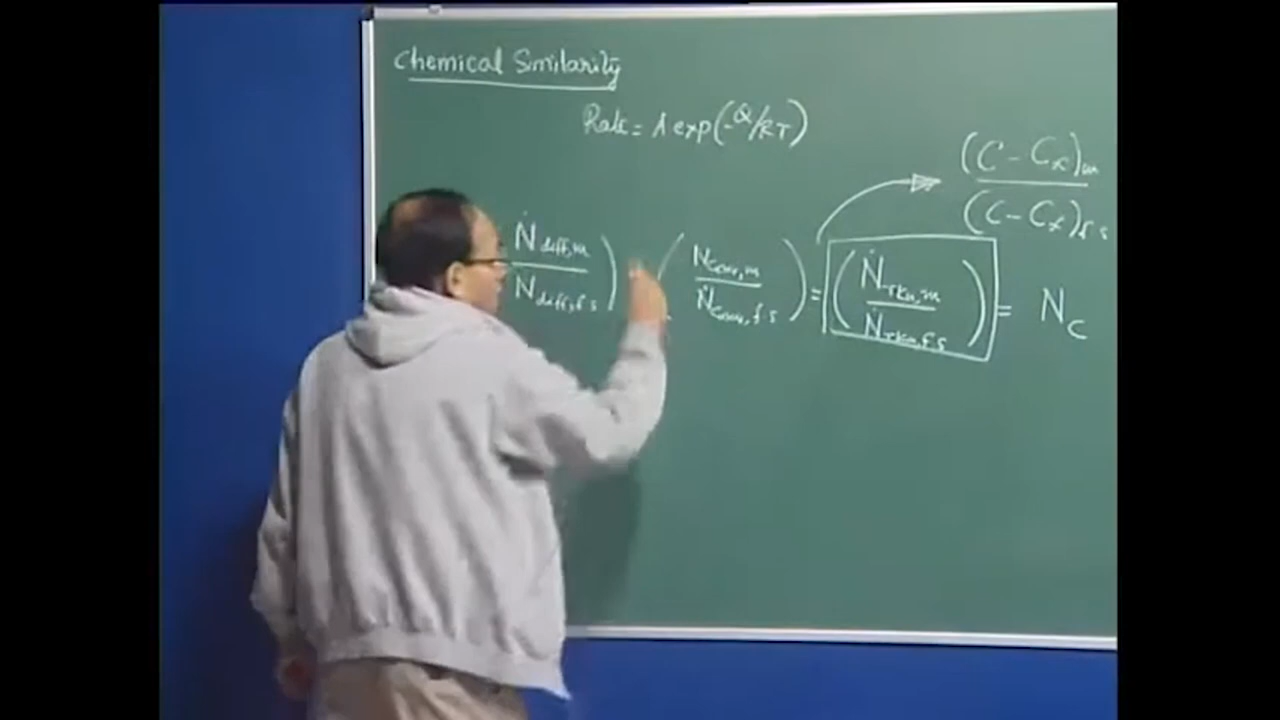 Chemical Similarity
Rate = A exp(-Q/RT)
(C - Cx)m
(C - Cx)f s
Ṅdiff,m / Ṅdiff,f s) (Ṅconv,m / Ṅconv,f s) = (Ṅrxn,m / Ṅrxn,f s) = Nc